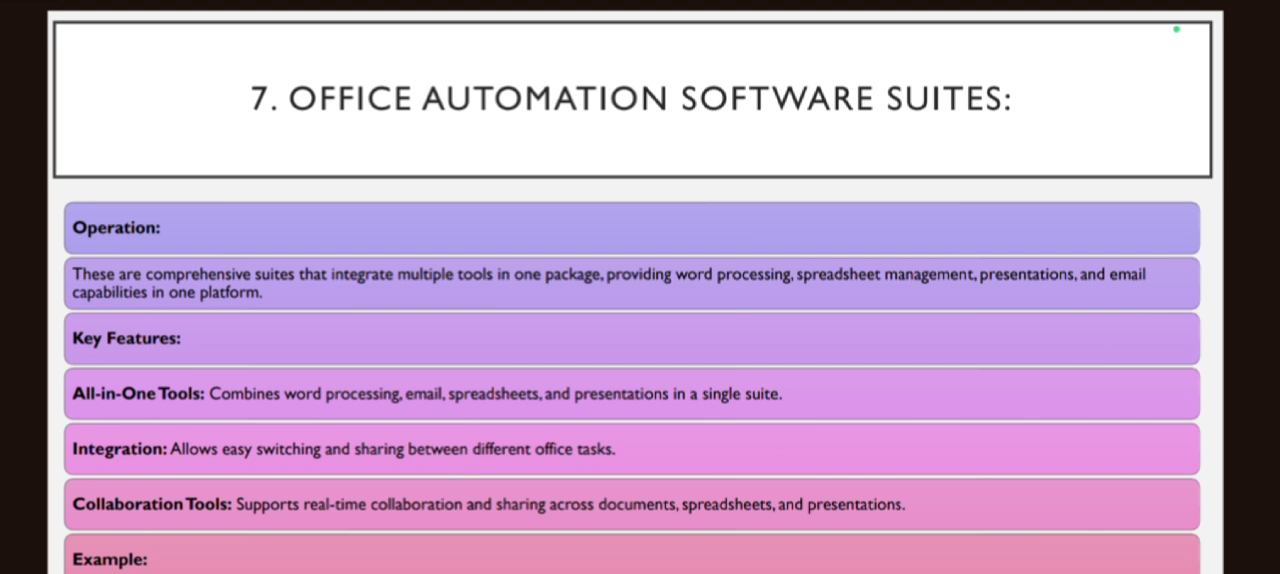 7. OFFICE AUTOMATION SOFTWARE SUITES:
Operation:
These are comprehensive suites that integrate multiple tools in one package, providing word processing, spreadsheet management, presentations, and email
capabilities in one platform.
Key Features:
All-in-One Tools: Combines word processing, email, spreadsheets, and presentations in a single suite.
Integration: Allows easy switching and sharing between different office tasks.
Collaboration Tools: Supports real-time collaboration and sharing across documents, spreadsheets, and presentations.
Example: